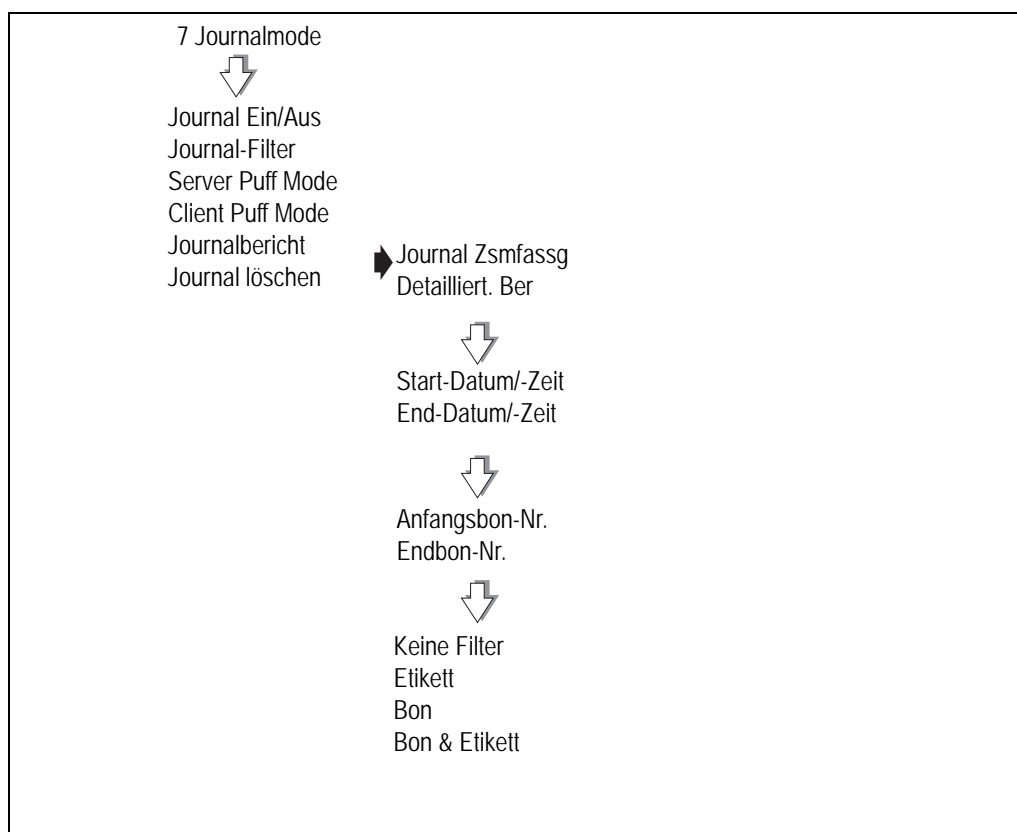 7 Journalmode
Journal Ein/Aus
Journal-Filter
Server Puff Mode
Client Puff Mode
Journalbericht
Journal löschen
Journal Zsmfassg
Detailliert. Ber
Start-Datum/-Zeit
End-Datum/-Zeit
Anfangsbon-Nr.
Endbon-Nr.
Keine Filter
Etikett
Bon
Bon & Etikett